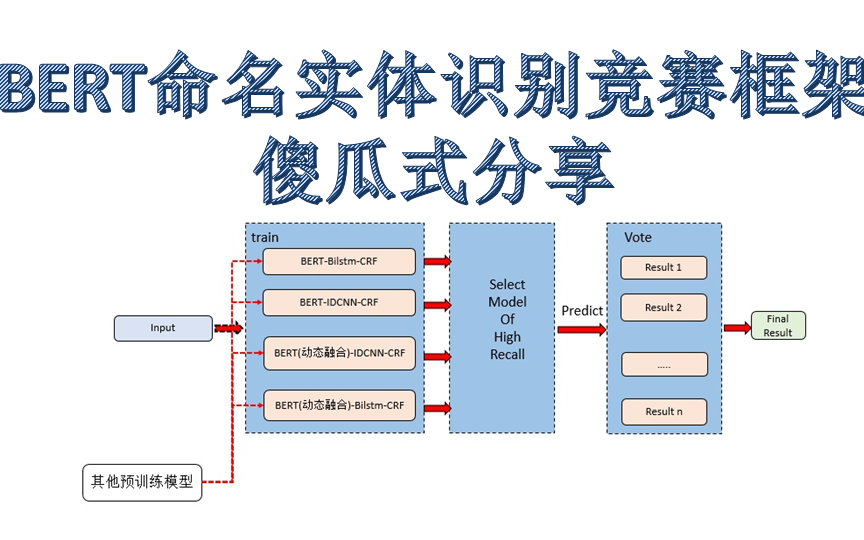 BERT命名实体识别竞赛框架
傻瓜式分享
train
BERT-Bilstm-CRF
BERT-IDCNN-CRF
BERT(动态融合)-IDCNN-CRF
BERT(动态融合)-Bilstm-CRF
Input
其他预训练模型
Select
Model
Of
High
Recall
Predict
Vote
Result 1
Result 2
.....
Result n
Final
Result